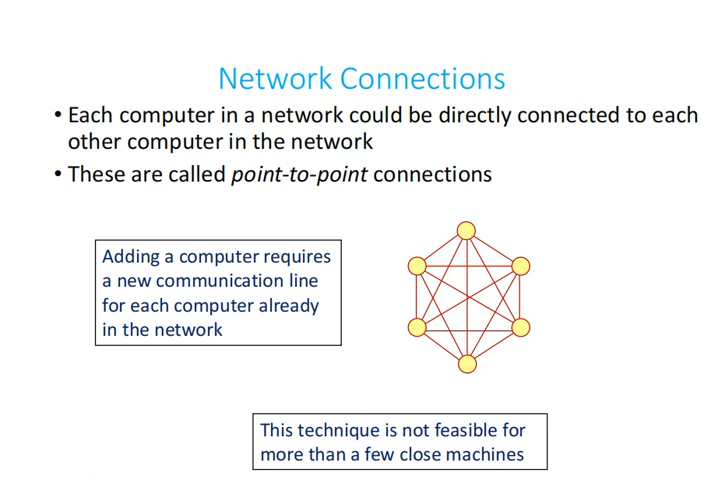 Network Connections
• Each computer in a network could be directly connected to each
other computer in the network
• These are called point-to-point connections
Adding a computer requires
a new communication line
for each computer already
in the network
This technique is not feasible for
more than a few close machines